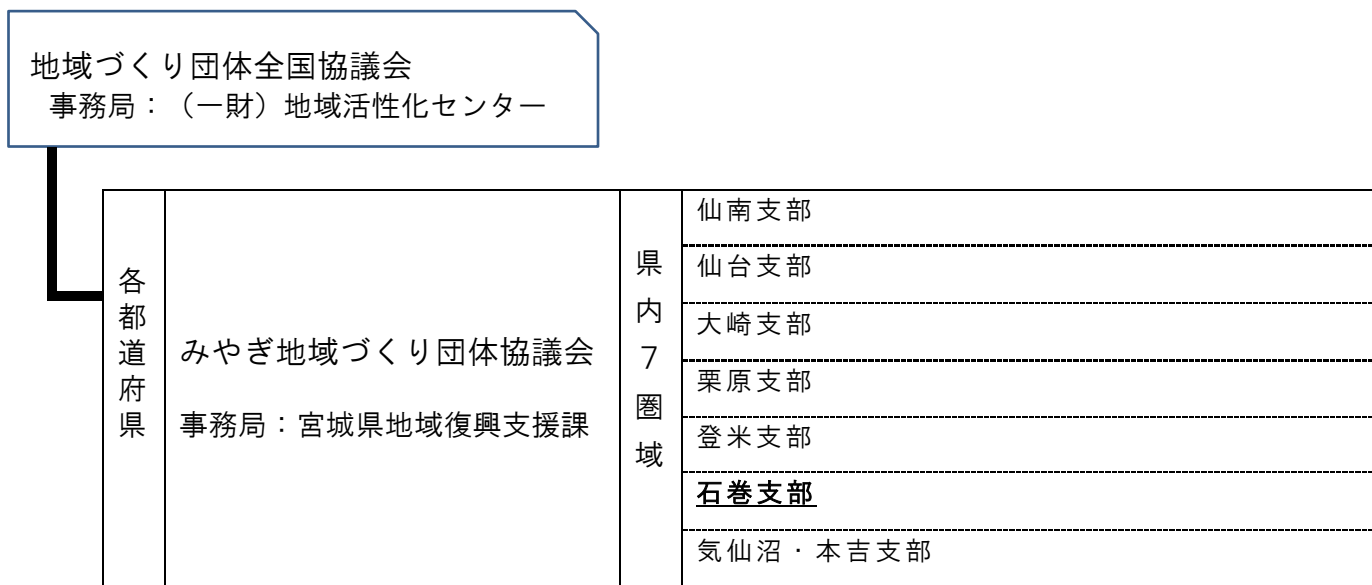 地域づくり団体全国協議会
事務局：（一財）地域活性化センター
各都道府県
みやぎ地域づくり団体協議会
事務局：宮城県地域復興支援課
県内７圏域
仙南支部
仙台支部
大崎支部
栗原支部
登米支部
石巻支部
気仙沼・本吉支部